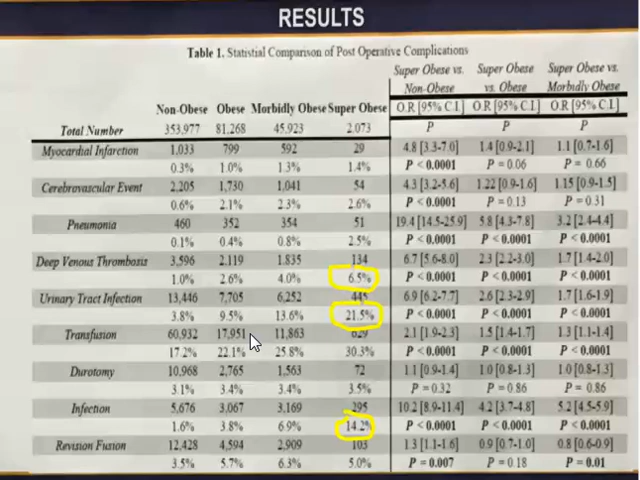 RESULTS
Table 1. Statistial Comparison of Post Operative Complications
Super Obese vs. Super Obese Super Obese vs.
Non-Obese vs. Obese Morbidly Obese
Non-Obese Obese Morbidly Obese Super Obese O.R [95% C.I.] O.R [95% C.I.] O.R [95% C.I.]
Total Number 353,977 81,268 45,923 2,073 P P P
Myocardial Infarction 1,033 799 592 29 4.8 [3.3-7.0] 1.4 [0.9-2.1] 1.1 [0.7-1.6]
0.3% 1.0% 1.3% 1.4% P < 0.0001 P = 0.06 P = 0.66
Cerebrovascular Event 2,205 1,730 1,041 54 4.3 [3.2-5.6] 1.22 [0.9-1.6] 1.15 [0.9-1.5]
0.6% 2.1% 2.3% 2.6% P < 0.0001 P = 0.13 P = 0.31
Pneumonia 460 352 354 51 19.4 [14.5-25.9] 5.8 [4.3-7.8] 3.2 [2.4-4.4]
0.1% 0.4% 0.8% 2.5% P < 0.0001 P < 0.0001 P < 0.0001
Deep Venous Thrombosis 3,596 2,119 1,835 134 6.7 [5.6-8.0] 2.3 [2.2-3.0] 1.7 [1.4-2.0]
1.0% 2.6% 4.0% 6.5% P < 0.0001 P < 0.0001 P < 0.0001
Urinary Tract Infection 13,446 7,705 6,252 445 6.9 [6.2-7.7] 2.6 [2.3-2.9] 1.7 [1.6-1.9]
3.8% 9.5% 13.6% 21.5% P < 0.0001 P < 0.0001 P < 0.0001
Transfusion 60,932 17,951 11,863 629 2.1 [1.9-2.3] 1.5 [1.4-1.7] 1.3 [1.1-1.4]
17.2% 22.1% 25.8% 30.3% P < 0.0001 P < 0.0001 P < 0.0001
Durotomy 10,968 2,765 1,563 72 1.1 [0.9-1.4] 1.0 [0.8-1.3] 1.0 [0.8-1.3]
3.1% 3.4% 3.4% 3.5% P = 0.32 P = 0.86 P = 0.86
Infection 5,676 3,067 3,169 295 10.2 [8.9-11.4] 4.2 [3.7-4.8] 5.2 [4.5-5.9]
1.6% 3.8% 6.9% 14.2% P < 0.0001 P < 0.0001 P < 0.0001
Revision Fusion 12,428 4,594 2,909 103 1.3 [1.1-1.6] 0.9 [0.7-1.0] 0.8 [0.6-0.9]
3.5% 5.7% 6.3% 5.0% P = 0.007 P = 0.18 P = 0.01